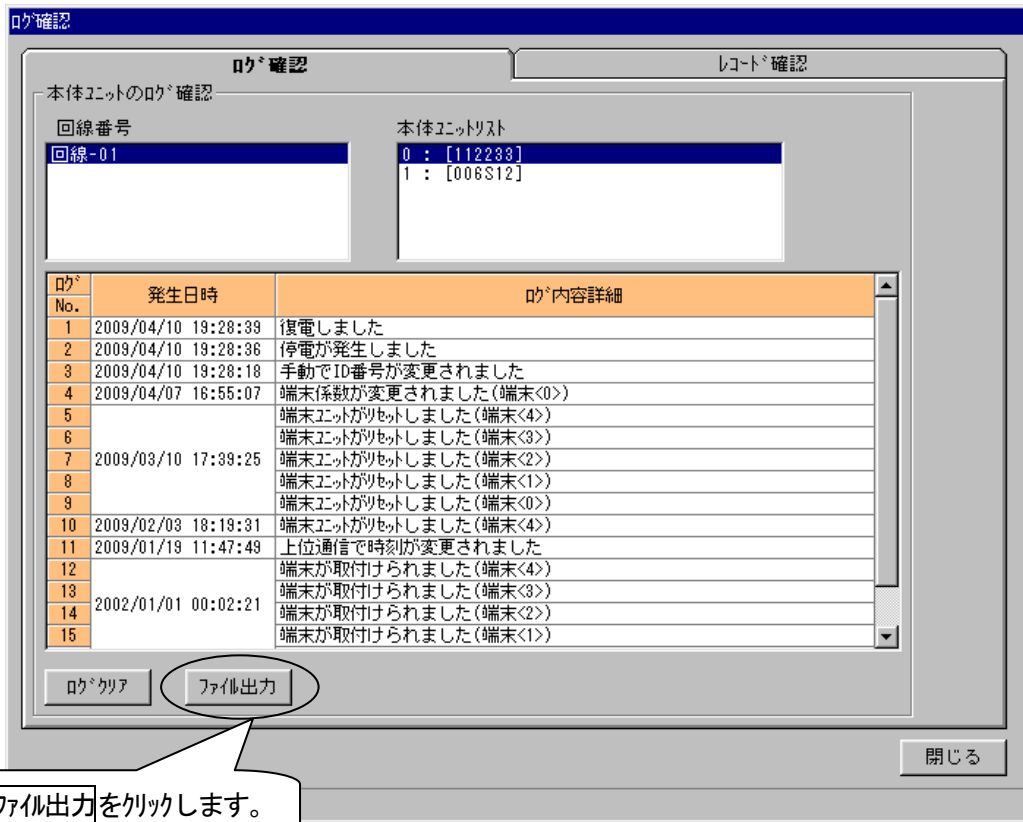 ﾛｸﾞ確認
ﾛｸﾞ確認
ﾚｺｰﾄﾞ確認
本体ﾕﾆｯﾄのﾛｸﾞ確認
回線番号
本体ﾕﾆｯﾄﾘｽﾄ
回線-01
0 : [112233]
1 : [006S12]
ﾛｸﾞ No. 発生日時 ﾛｸﾞ内容詳細
1 2009/04/10 19:28:39 復電しました
2 2009/04/10 19:28:36 停電が発生しました
3 2009/04/10 19:28:18 手動でID番号が変更されました
4 2009/04/07 16:55:07 端末係数が変更されました(端末<0>)
5 端末ﾕﾆｯﾄがﾘｾｯﾄしました(端末<4>)
6 端末ﾕﾆｯﾄがﾘｾｯﾄしました(端末<3>)
7 2009/03/10 17:39:25 端末ﾕﾆｯﾄがﾘｾｯﾄしました(端末<2>)
8 端末ﾕﾆｯﾄがﾘｾｯﾄしました(端末<1>)
9 端末ﾕﾆｯﾄがﾘｾｯﾄしました(端末<0>)
10 2009/02/03 18:19:31 端末ﾕﾆｯﾄがﾘｾｯﾄしました(端末<4>)
11 2009/01/19 11:47:49 上位通信で時刻が変更されました
12 端末が取付けられました(端末<4>)
13 2002/01/01 00:02:21 端末が取付けられました(端末<3>)
14 端末が取付けられました(端末<2>)
15 端末が取付けられました(端末<1>)
ﾛｸﾞｸﾘｱ
ﾌｧｲﾙ出力
閉じる
ﾌｧｲﾙ出力をｸﾘｯｸします。